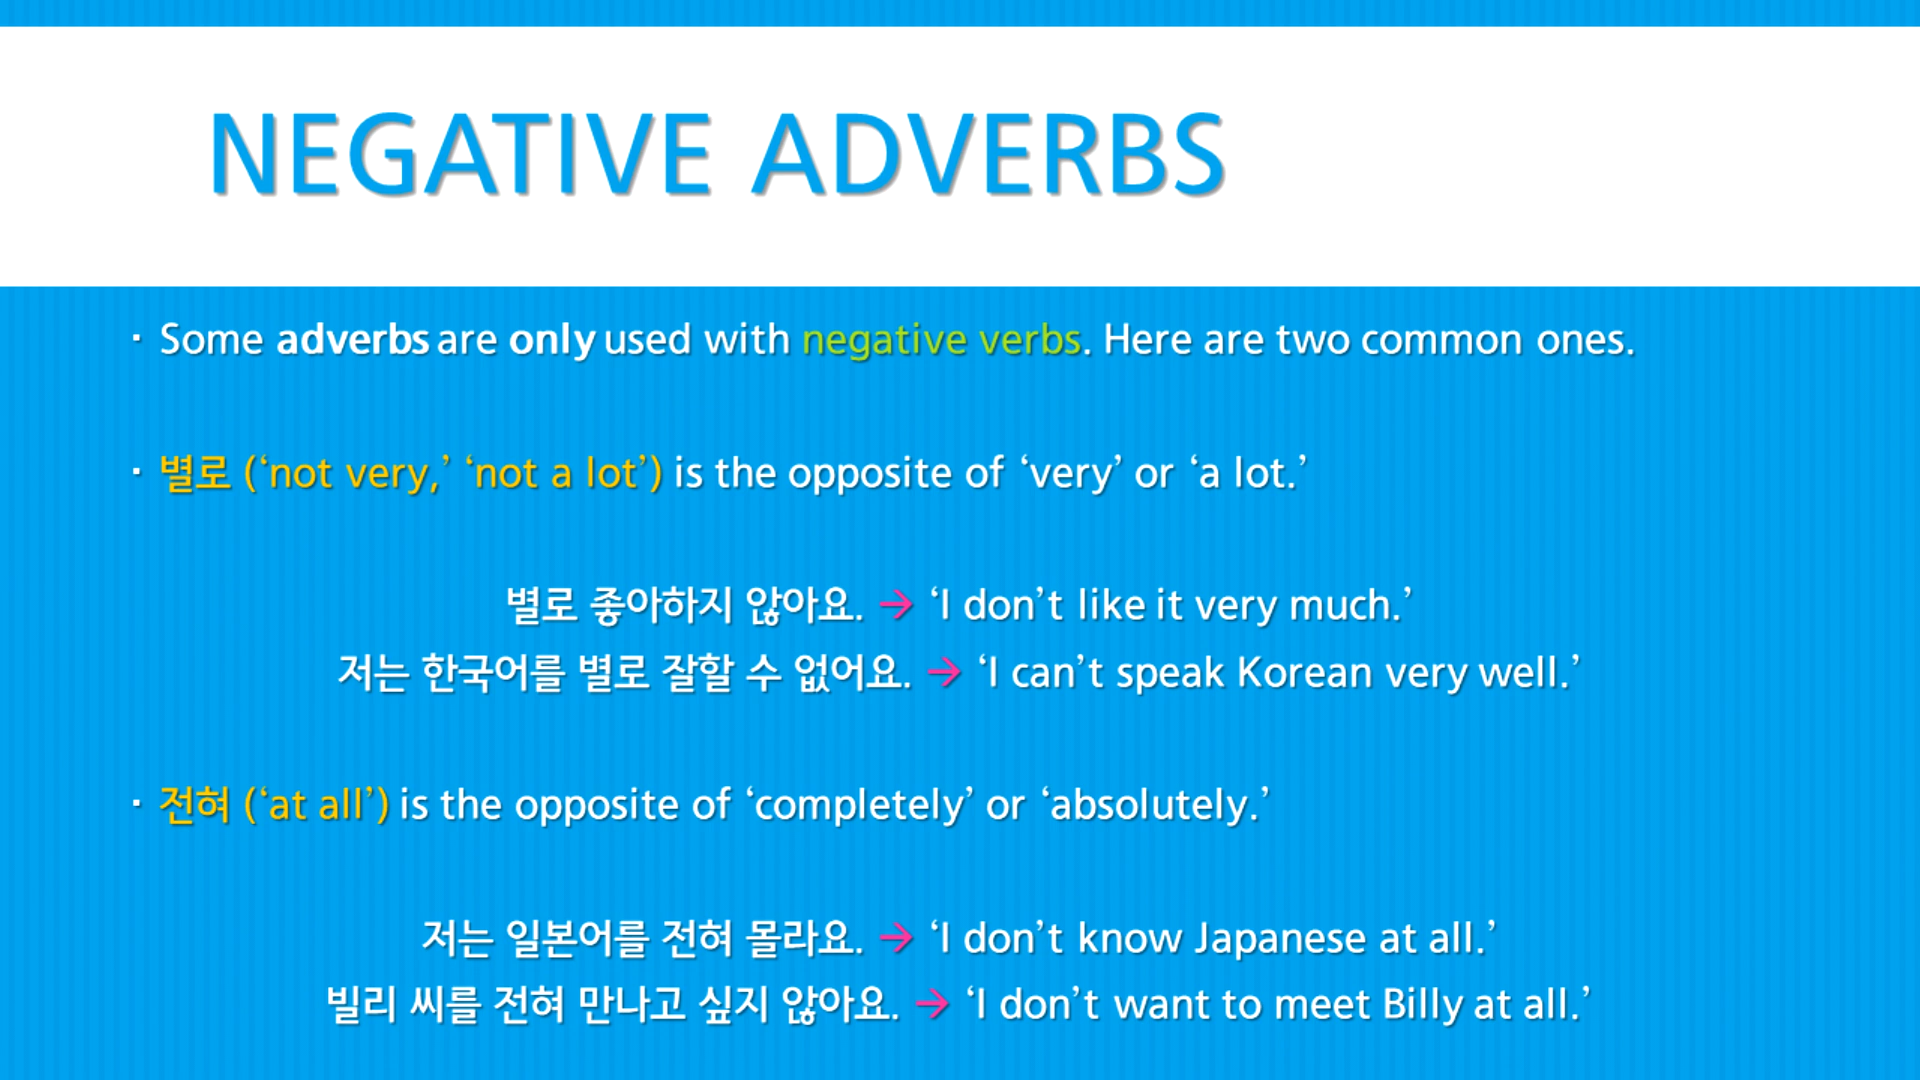 NEGATIVE ADVERBS
· Some adverbs are only used with negative verbs. Here are two common ones.
· 별로 (‘not very,’ ‘not a lot’) is the opposite of ‘very’ or ‘a lot.’
별로 좋아하지 않아요. → ‘I don’t like it very much.’
저는 한국어를 별로 잘할 수 없어요. → ‘I can’t speak Korean very well.’
· 전혀 (‘at all’) is the opposite of ‘completely’ or ‘absolutely.’
저는 일본어를 전혀 몰라요. → ‘I don’t know Japanese at all.’
빌리 씨를 전혀 만나고 싶지 않아요. → ‘I don’t want to meet Billy at all.’